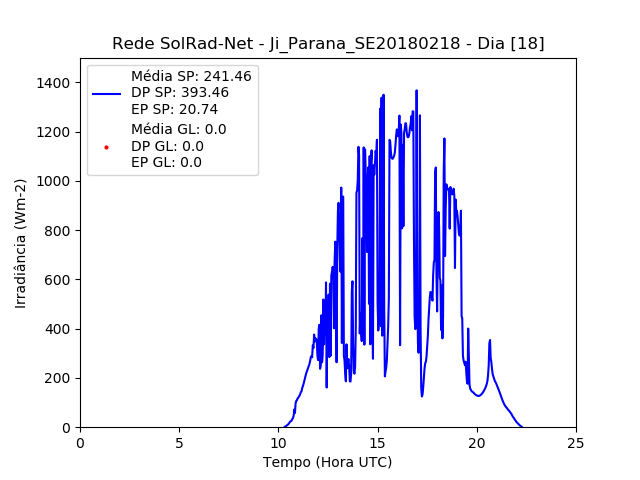 Rede SolRad-Net - Ji_Parana_SE20180218 - Dia [18]
Média SP: 241.46
DP SP: 393.46
EP SP: 20.74
Média GL: 0.0
DP GL: 0.0
EP GL: 0.0
Irradiância (Wm-2)
1400
1200
1000
800
600
400
200
0
0 5 10 15 20 25
Tempo (Hora UTC)